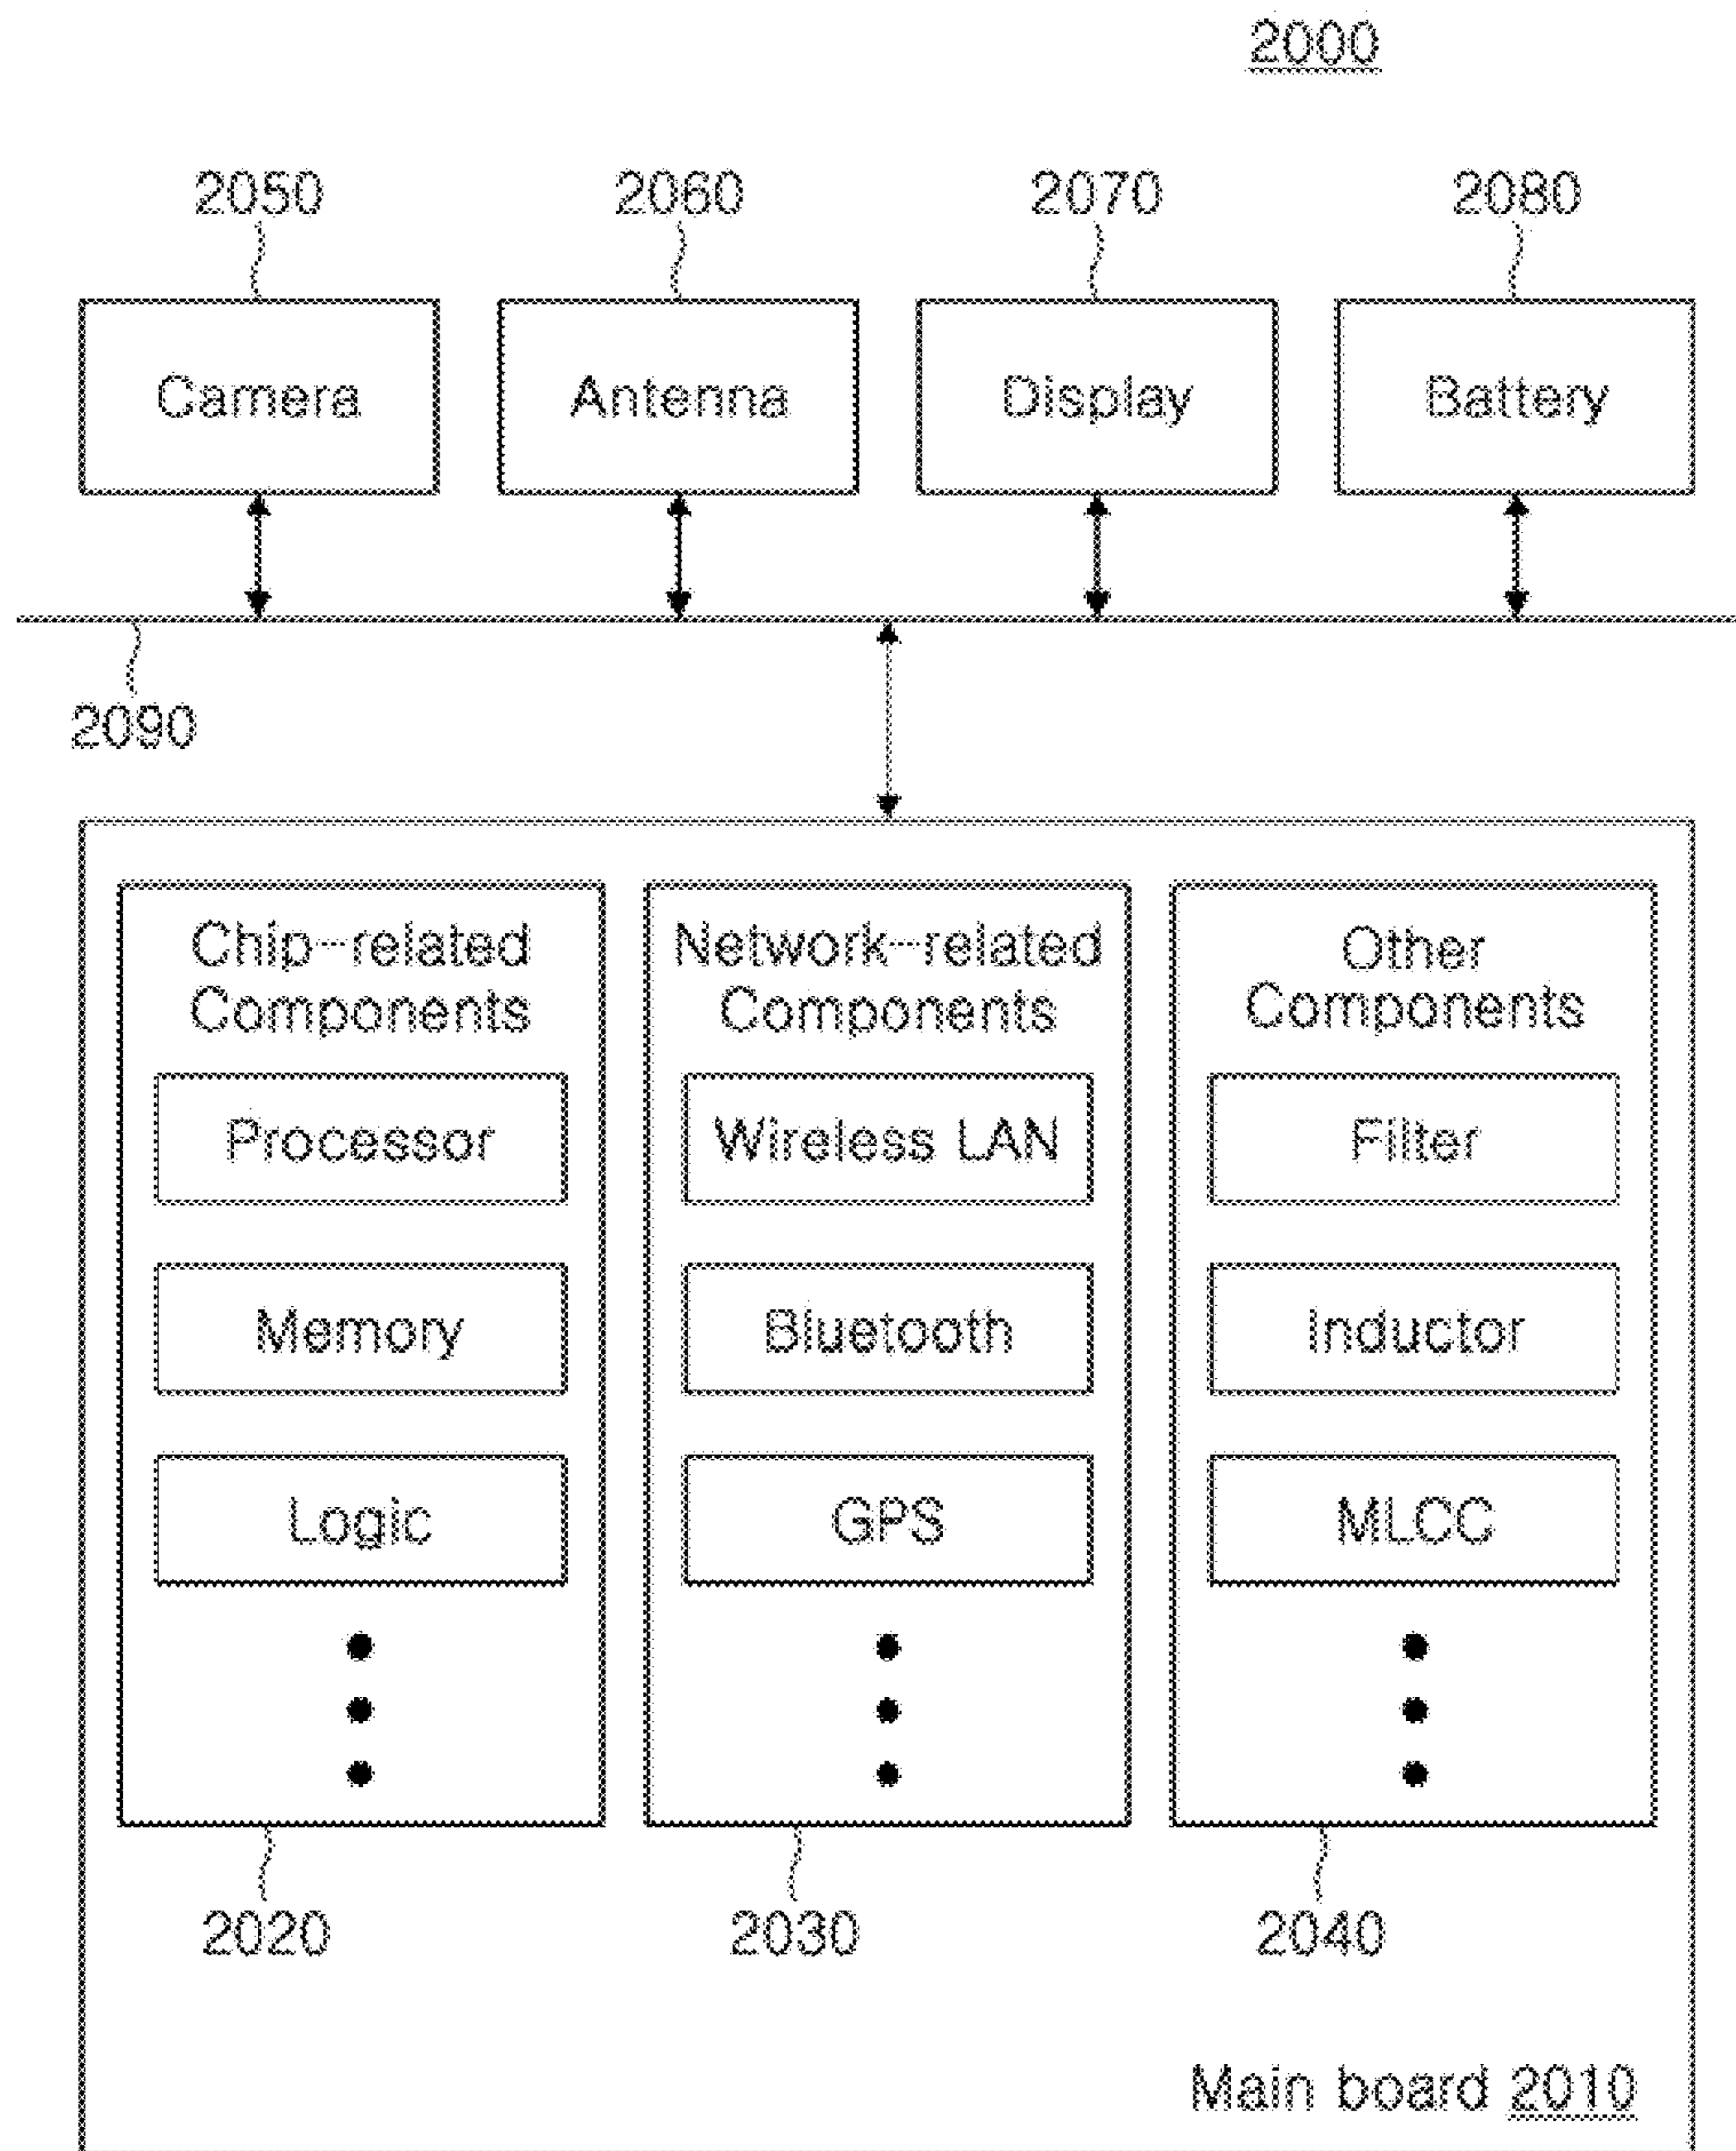 2000
2050
2060
2070
2080
Camera
Antenna
Display
Battery
2090
Chip-related
Components
Processor
Memory
Logic
Network-related
Components
Wireless LAN
Bluetooth
GPS
Other
Components
Filter
Inductor
MLCC
2020
2030
2040
Main board 2010